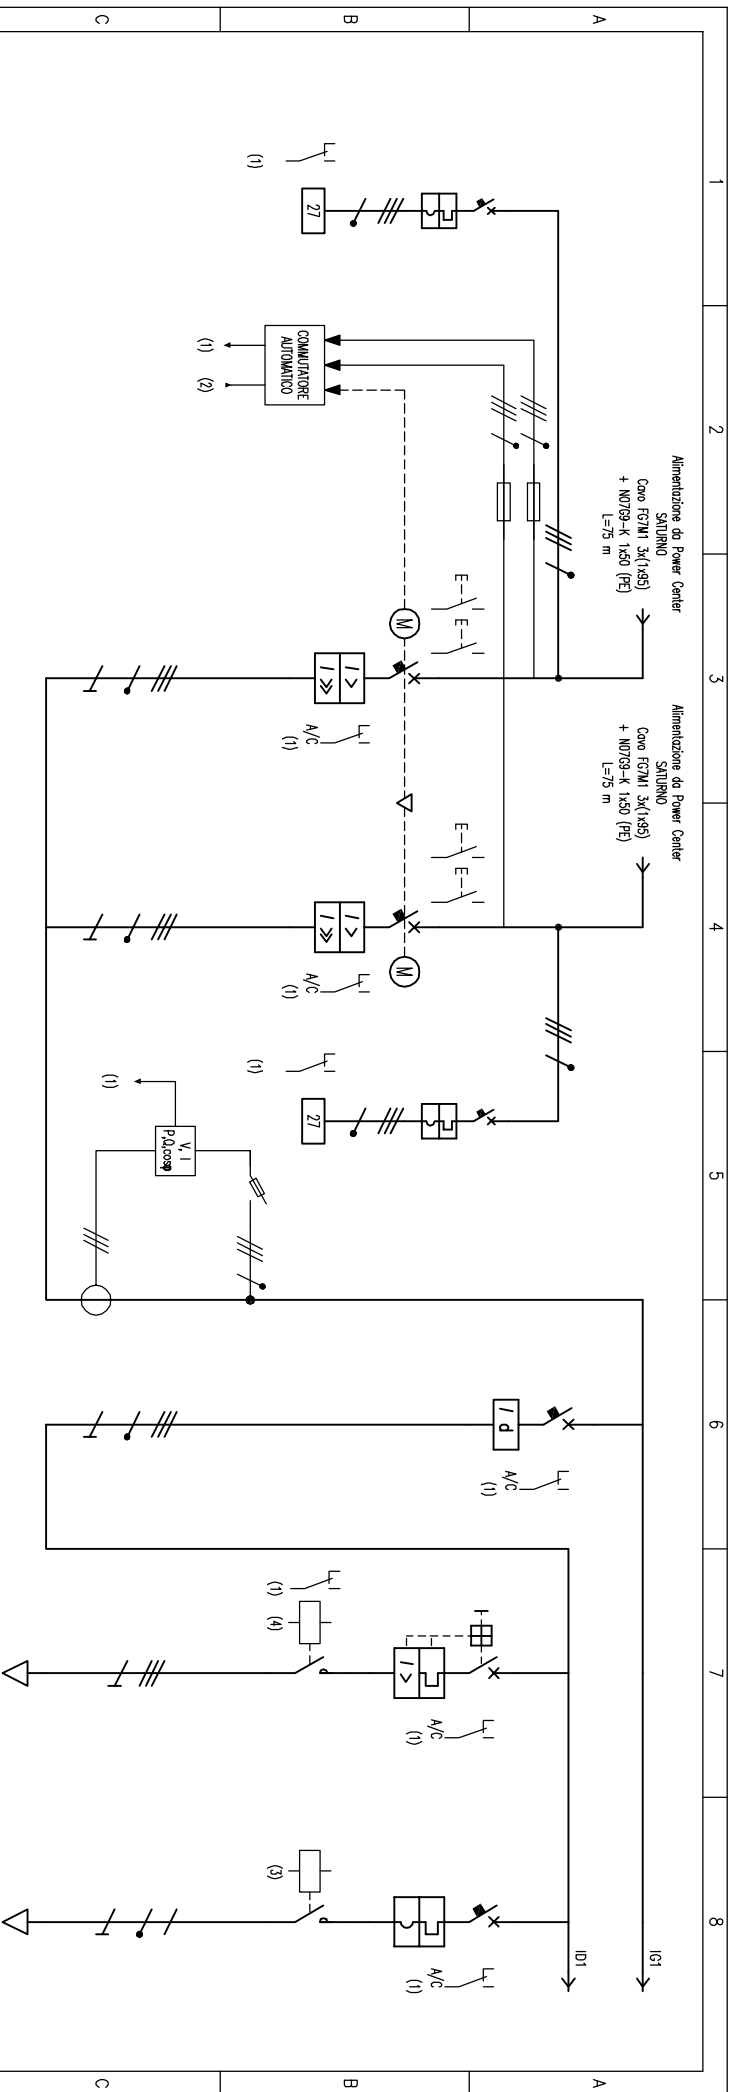 1
2
3
4
5
6
7
8
A
B
C
A
B
C
Alimentazione da Power Center
SATURNO
Cavo FG7M1 3x(1x95)
+ N07G9-K 1x50 (PE)
L=75 m
Alimentazione da Power Center
SATURNO
Cavo FG7M1 3x(1x95)
+ N07G9-K 1x50 (PE)
L=75 m
IG1
ID1
27
(1)
COMMUTATORE
AUTOMATICO
(1)
(2)
E
E
M
I >
I >>
A/C
(1)
E
E
M
I >
I >>
A/C
(1)
27
(1)
V, I
P,Q,cosφ
(1)
I d
A/C
(1)
I >
A/C
(1)
(1)
(4)
A/C
(1)
(3)